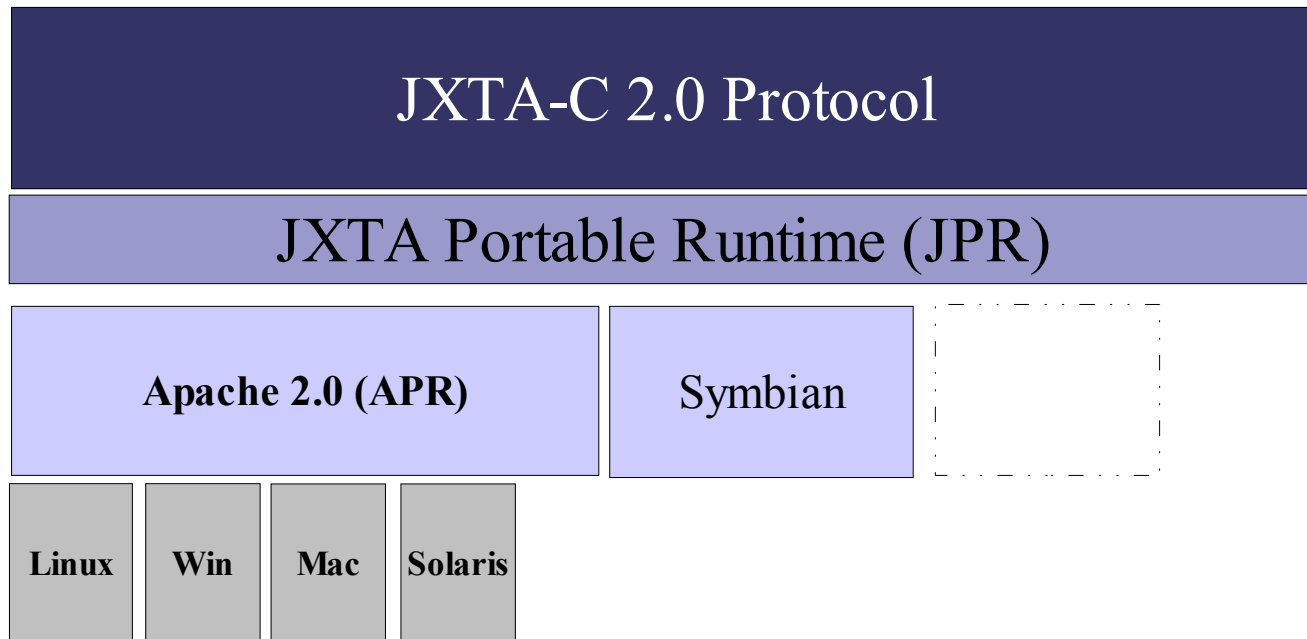 JXTA-C 2.0 Protocol
JXTA Portable Runtime (JPR)
Apache 2.0 (APR)
Symbian
Linux
Win
Mac
Solaris